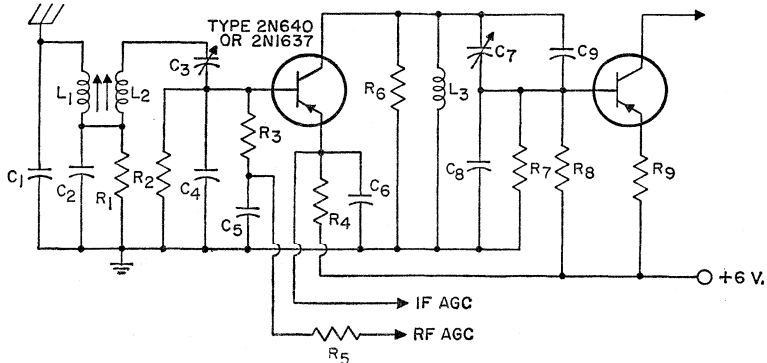 TYPE 2N640
OR 2N1637
C3
C7
C9
L1
L2
R6
L3
R3
C1
C2
R1
R2
C4
C5
R4
C6
C8
R7
R8
R9
+6 V.
IF AGC
RF AGC
R5